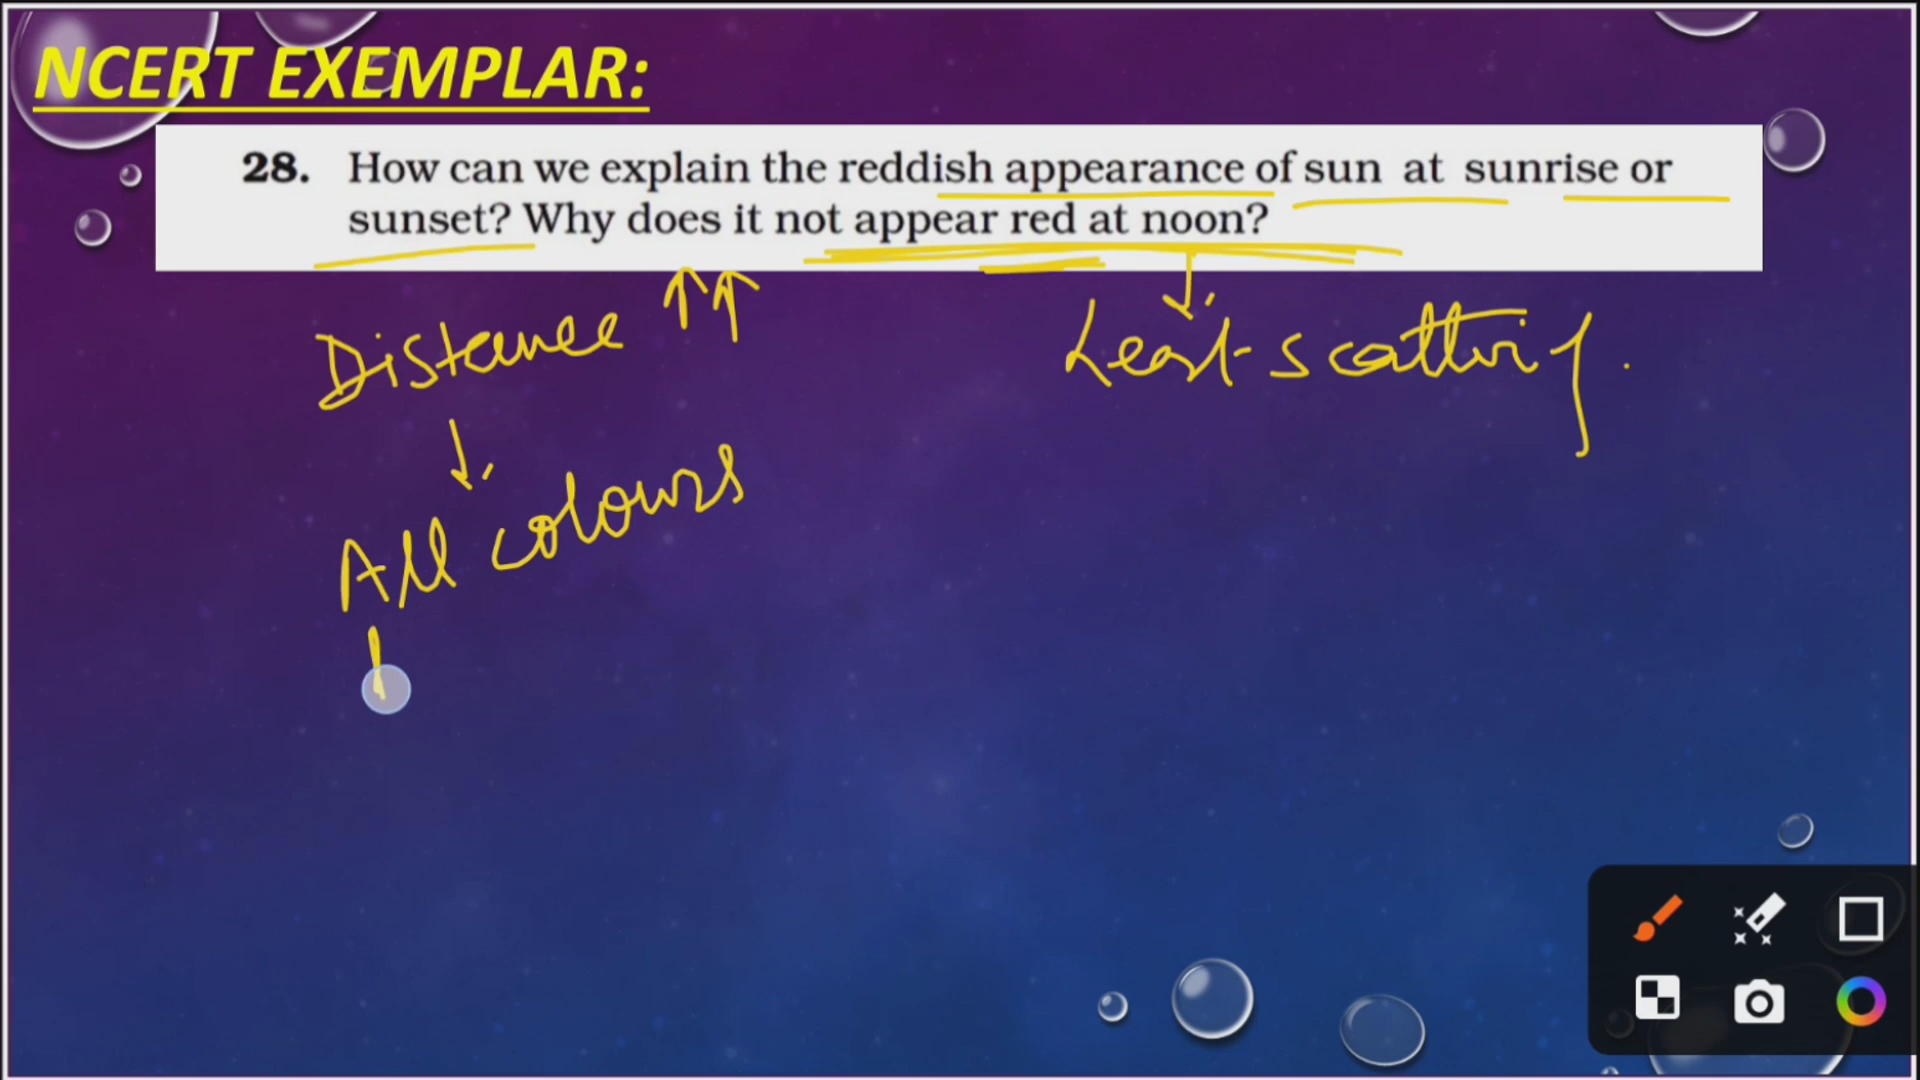 NCERT EXEMPLAR:
28. How can we explain the reddish appearance of sun at sunrise or
sunset? Why does it not appear red at noon?
Distance ↑↑
Least scattering.
↓
All colours